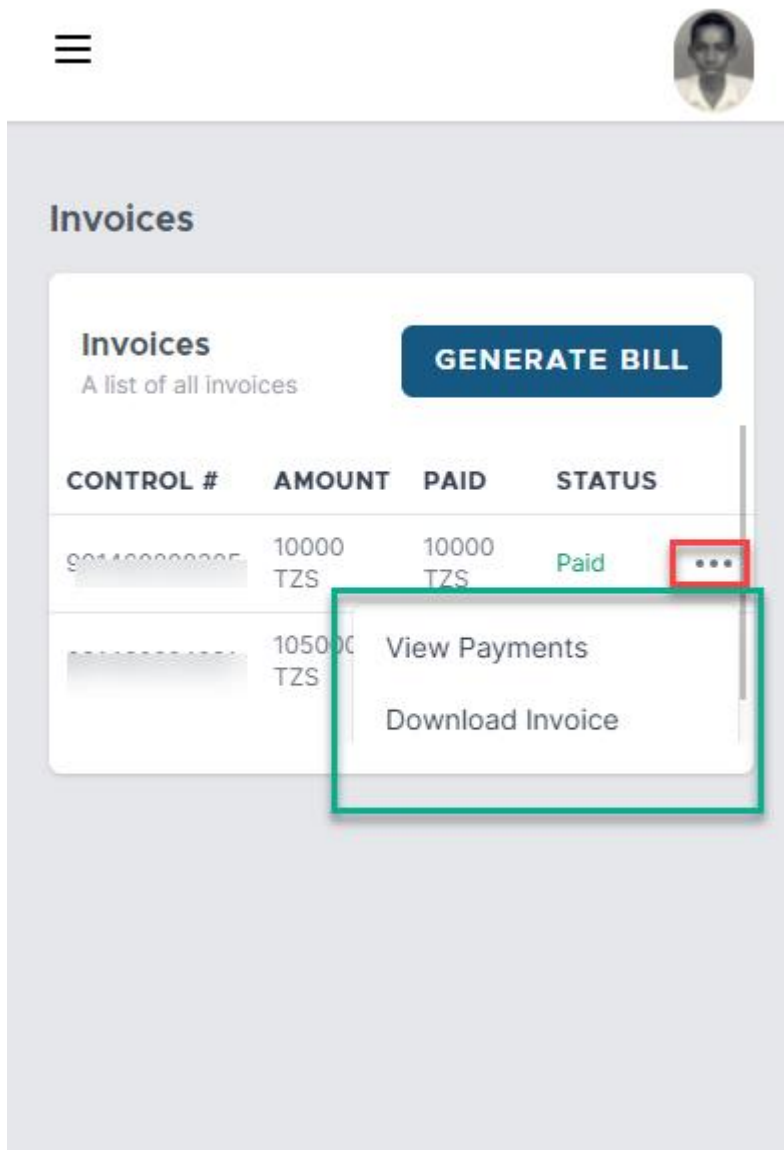 Invoices
Invoices
GENERATE BILL
A list of all invoices
CONTROL # AMOUNT PAID STATUS
10000 10000
TZS TZS Paid
105000
TZS
View Payments
Download Invoice